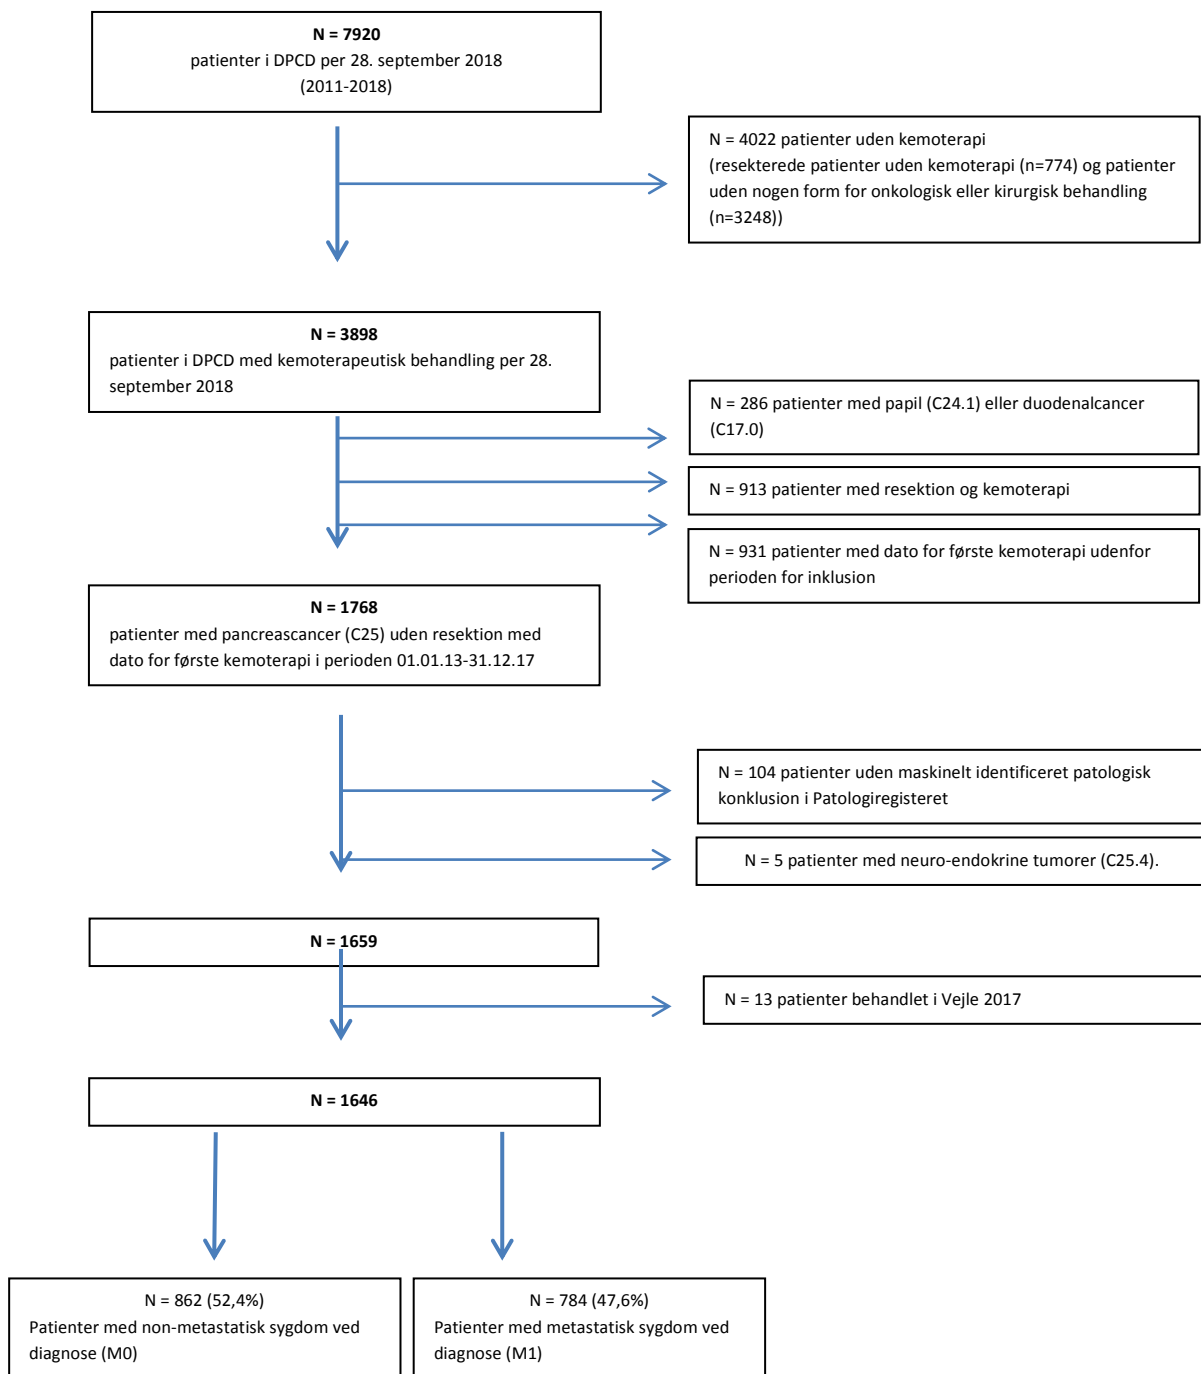 N = 7920
patienter i DPCD per 28. september 2018
(2011-2018)
N = 4022 patienter uden kemoterapi
(resekterede patienter uden kemoterapi (n=774) og patienter
uden nogen form for onkologisk eller kirurgisk behandling
(n=3248))
N = 3898
patienter i DPCD med kemoterapeutisk behandling per 28.
september 2018
N = 286 patienter med papil (C24.1) eller duodenalcancer
(C17.0)
N = 913 patienter med resektion og kemoterapi
N = 931 patienter med dato for første kemoterapi udenfor
perioden for inklusion
N = 1768
patienter med pancreascancer (C25) uden resektion med
dato for første kemoterapi i perioden 01.01.13-31.12.17
N = 104 patienter uden maskinelt identificeret patologisk
konklusion i Patologiregisteret
N = 5 patienter med neuro-endokrine tumorer (C25.4).
N = 1659
N = 13 patienter behandlet i Vejle 2017
N = 1646
N = 862 (52,4%)
Patienter med non-metastatisk sygdom ved
diagnose (M0)
N = 784 (47,6%)
Patienter med metastatisk sygdom ved
diagnose (M1)